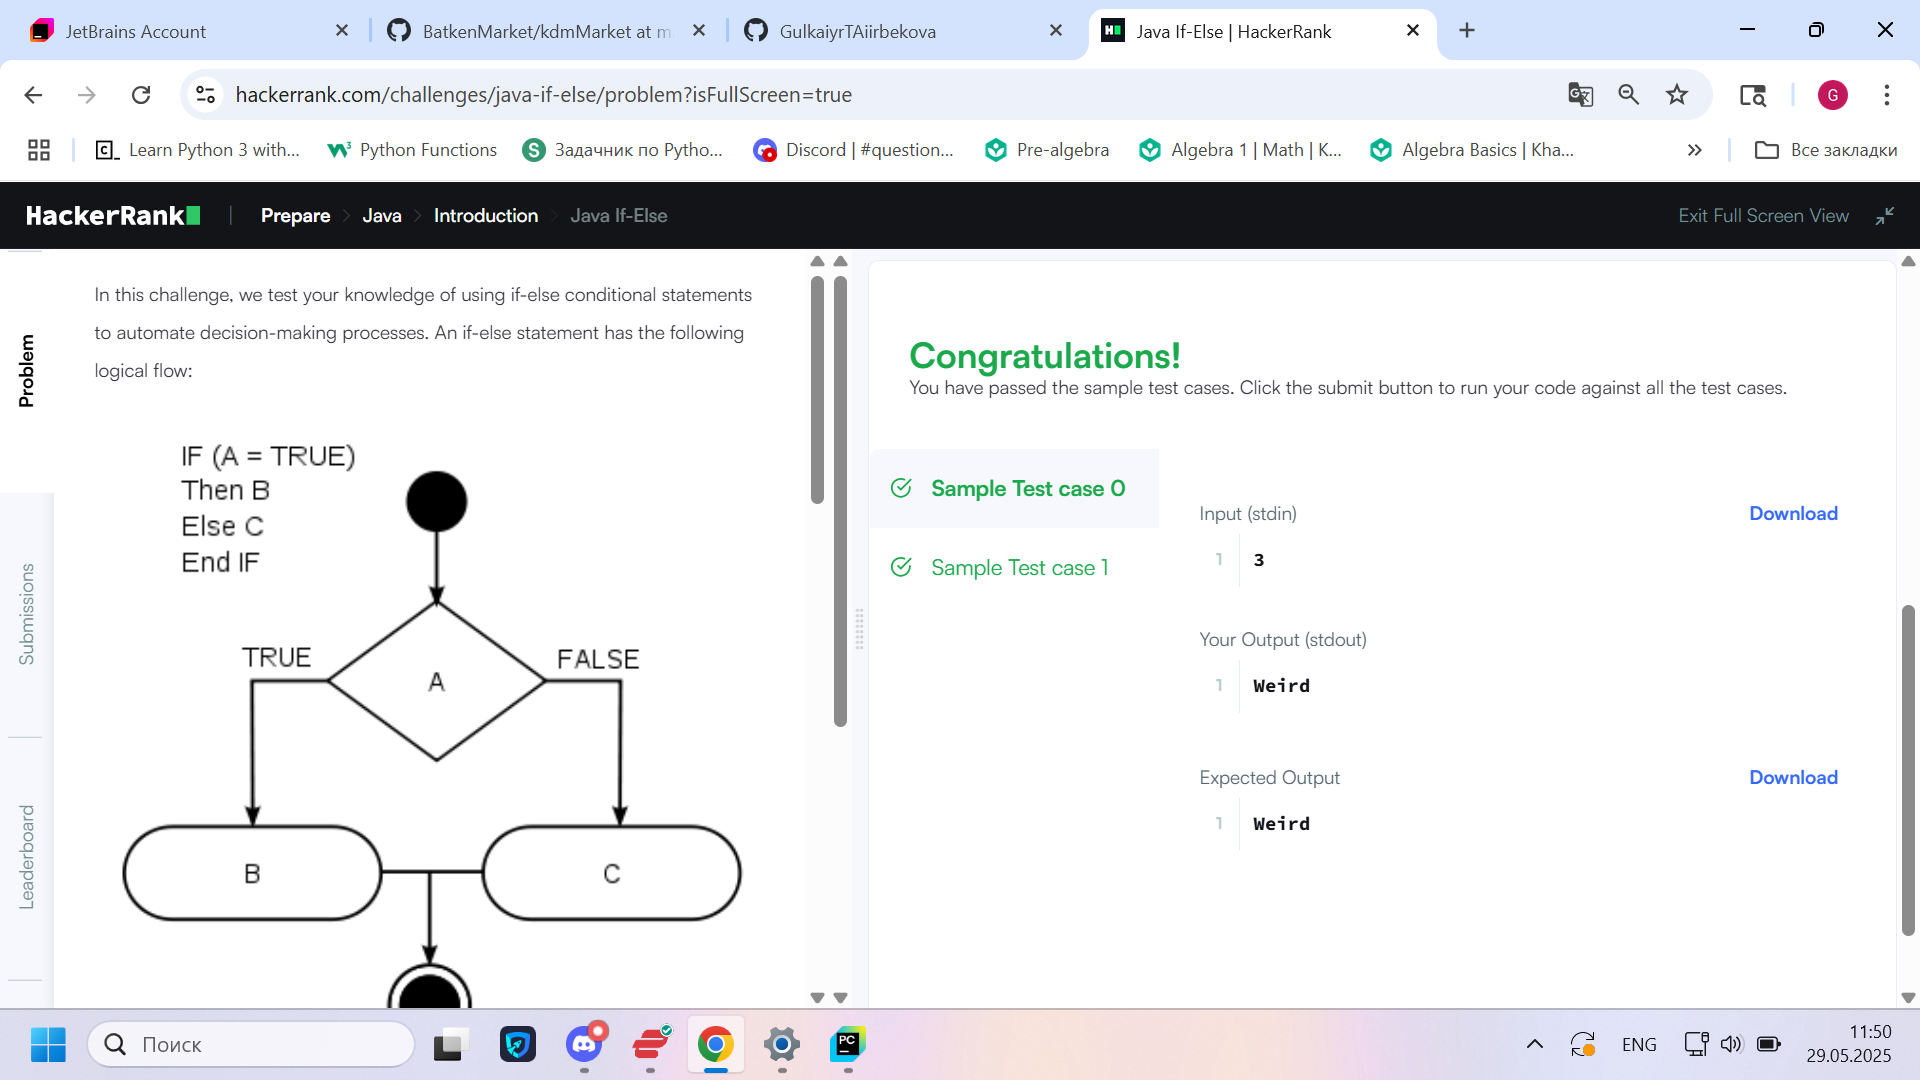 JetBrains Account
BatkenMarket/kdmMarket at m
GulkaiyrTAiirbekova
Java If-Else | HackerRank
hackerrank.com/challenges/java-if-else/problem?isFullScreen=true
G
Learn Python 3 with...
Python Functions
Задачник по Pytho...
Discord | #question...
Pre-algebra
Algebra 1 | Math | K...
Algebra Basics | Kha...
Все закладки
HackerRank
Prepare
Java
Introduction
Java If-Else
Exit Full Screen View
Problem
Submissions
Leaderboard
In this challenge, we test your knowledge of using if-else conditional statements
to automate decision-making processes. An if-else statement has the following
logical flow:
IF (A = TRUE)
Then B
Else C
End IF
TRUE
FALSE
A
B
C
Congratulations!
You have passed the sample test cases. Click the submit button to run your code against all the test cases.
Sample Test case 0
Sample Test case 1
Input (stdin)
Download
1 3
Your Output (stdout)
1 Weird
Expected Output
Download
1 Weird
Поиск
PC
ENG
11:50
29.05.2025